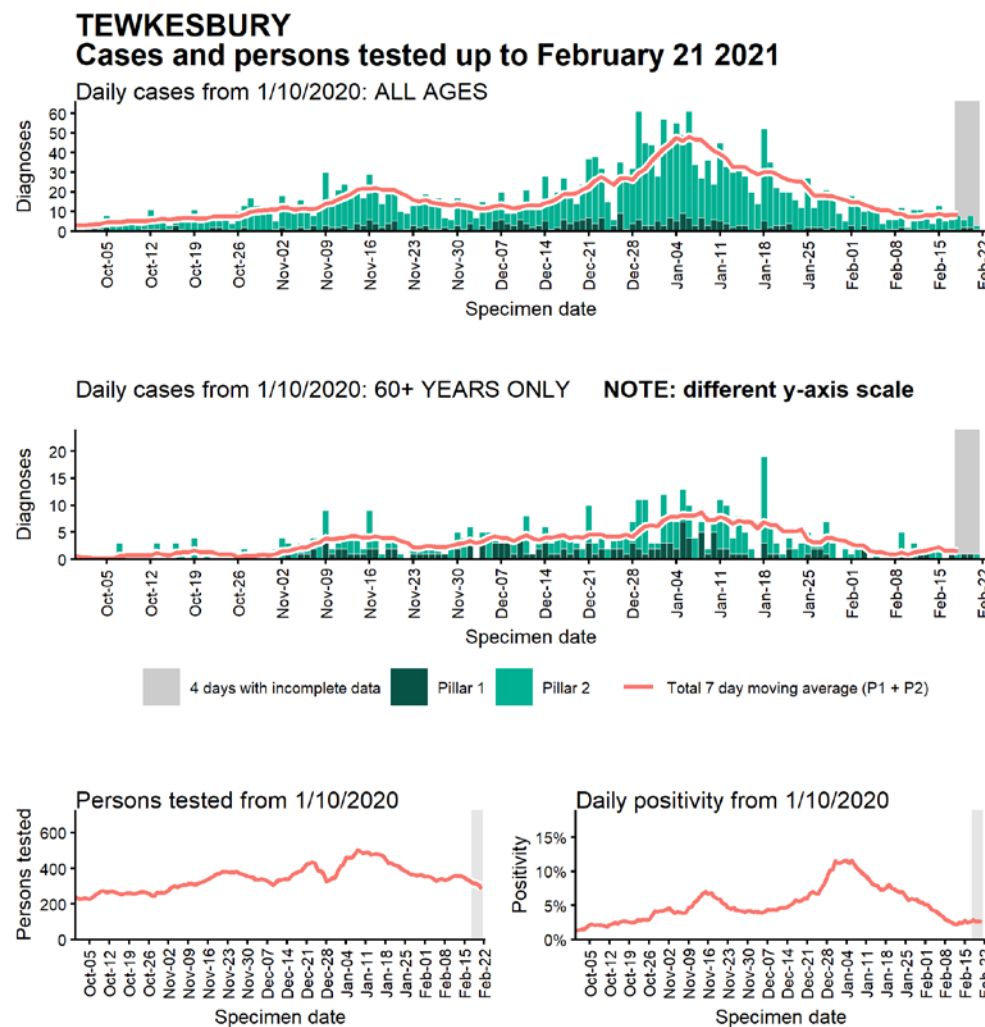 TEWKESBURY
Cases and persons tested up to February 21 2021
Daily cases from 1/10/2020: ALL AGES
Diagnoses
60
50
40
30
20
10
0
Oct-05 Oct-12 Oct-19 Oct-26 Nov-02 Nov-09 Nov-16 Nov-23 Nov-30 Dec-07 Dec-14 Dec-21 Dec-28 Jan-04 Jan-11 Jan-18 Jan-25 Feb-01 Feb-08 Feb-15 Feb-22
Specimen date
Daily cases from 1/10/2020: 60+ YEARS ONLY NOTE: different y-axis scale
Diagnoses
20
15
10
5
0
Oct-05 Oct-12 Oct-19 Oct-26 Nov-02 Nov-09 Nov-16 Nov-23 Nov-30 Dec-07 Dec-14 Dec-21 Dec-28 Jan-04 Jan-11 Jan-18 Jan-25 Feb-01 Feb-08 Feb-15 Feb-22
Specimen date
4 days with incomplete data Pillar 1 Pillar 2 Total 7 day moving average (P1 + P2)
Persons tested from 1/10/2020
Persons tested
600
400
200
0
Oct-05 Oct-12 Oct-19 Oct-26 Nov-02 Nov-09 Nov-16 Nov-23 Nov-30 Dec-07 Dec-14 Dec-21 Dec-28 Jan-04 Jan-11 Jan-18 Jan-25 Feb-01 Feb-08 Feb-15 Feb-22
Specimen date
Daily positivity from 1/10/2020
Positivity
15%
10%
5%
0%
Oct-05 Oct-12 Oct-19 Oct-26 Nov-02 Nov-09 Nov-16 Nov-23 Nov-30 Dec-07 Dec-14 Dec-21 Dec-28 Jan-04 Jan-11 Jan-18 Jan-25 Feb-01 Feb-08 Feb-15 Feb-22
Specimen date